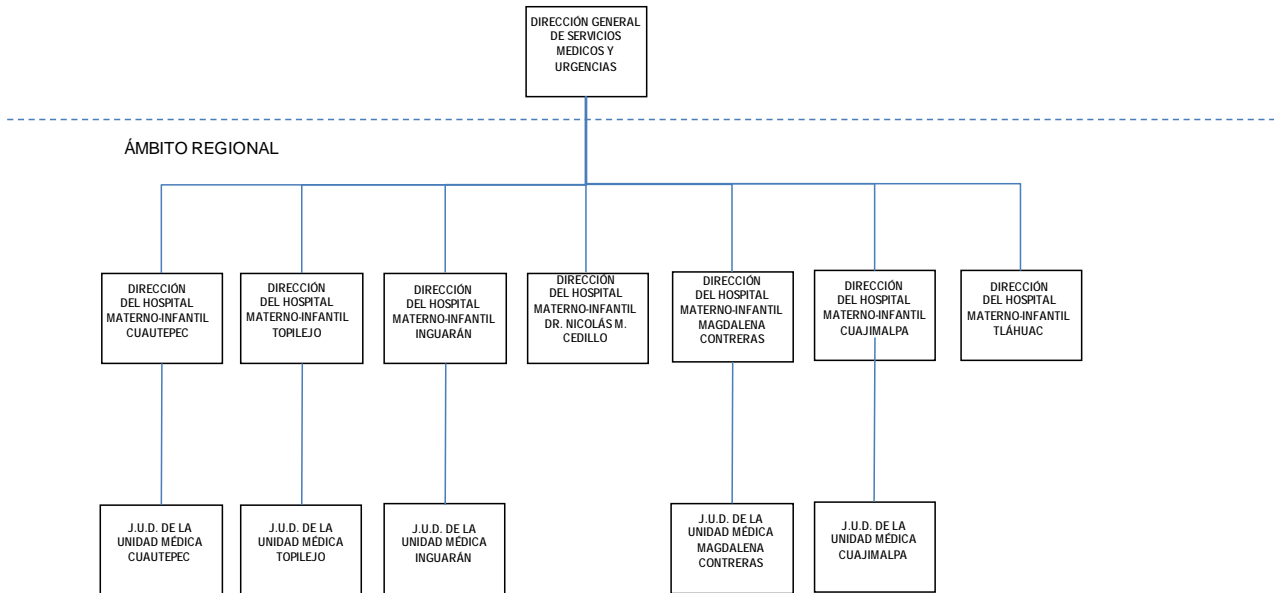 DIRECCIÓN GENERAL
DE SERVICIOS
MEDICOS Y
URGENCIAS
ÁMBITO REGIONAL
DIRECCIÓN
DEL HOSPITAL
MATERNO-INFANTIL
CUAUTEPEC
DIRECCIÓN
DEL HOSPITAL
MATERNO-INFANTIL
TOPILEJO
DIRECCIÓN
DEL HOSPITAL
MATERNO-INFANTIL
INGUARÁN
DIRECCIÓN
DEL HOSPITAL
MATERNO-INFANTIL
DR. NICOLÁS M.
CEDILLO
DIRECCIÓN
DEL HOSPITAL
MATERNO-INFANTIL
MAGDALENA
CONTRERAS
DIRECCIÓN
DEL HOSPITAL
MATERNO-INFANTIL
CUAJIMALPA
DIRECCIÓN
DEL HOSPITAL
MATERNO-INFANTIL
TLÁHUAC
J.U.D. DE LA
UNIDAD MÉDICA
CUAUTEPEC
J.U.D. DE LA
UNIDAD MÉDICA
TOPILEJO
J.U.D. DE LA
UNIDAD MÉDICA
INGUARÁN
J.U.D. DE LA
UNIDAD MÉDICA
MAGDALENA
CONTRERAS
J.U.D. DE LA
UNIDAD MÉDICA
CUAJIMALPA